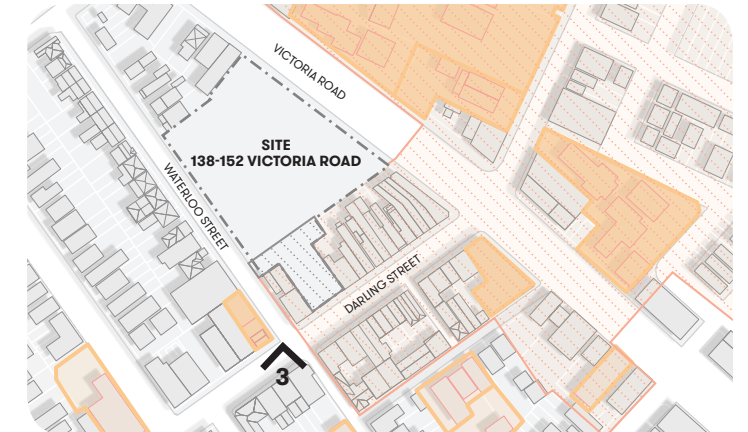 VICTORIA ROAD
SITE
138-152 VICTORIA ROAD
WATERLOO STREET
DARLING STREET
3